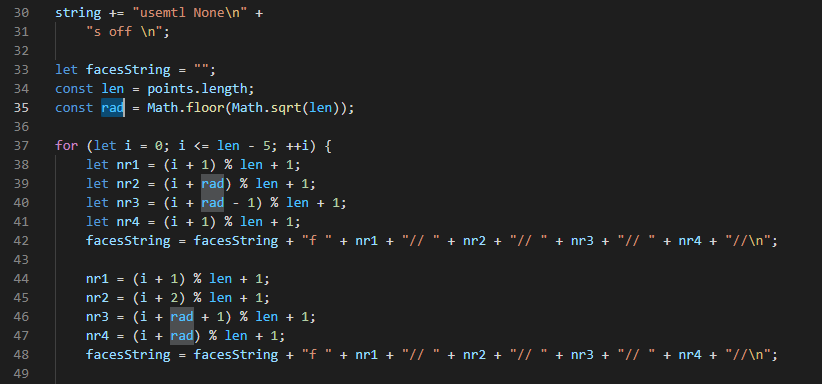 30 string += "usemtl None\n" +
31 "s off \n";
32
33 let facesString = "";
34 const len = points.length;
35 const rad = Math.floor(Math.sqrt(len));
36
37 for (let i = 0; i <= len - 5; ++i) {
38 let nr1 = (i + 1) % len + 1;
39 let nr2 = (i + rad) % len + 1;
40 let nr3 = (i + rad - 1) % len + 1;
41 let nr4 = (i + 1) % len + 1;
42 facesString = facesString + "f " + nr1 + "// " + nr2 + "// " + nr3 + "// " + nr4 + "//\n";
43
44 nr1 = (i + 1) % len + 1;
45 nr2 = (i + 2) % len + 1;
46 nr3 = (i + rad + 1) % len + 1;
47 nr4 = (i + rad) % len + 1;
48 facesString = facesString + "f " + nr1 + "// " + nr2 + "// " + nr3 + "// " + nr4 + "//\n";
49